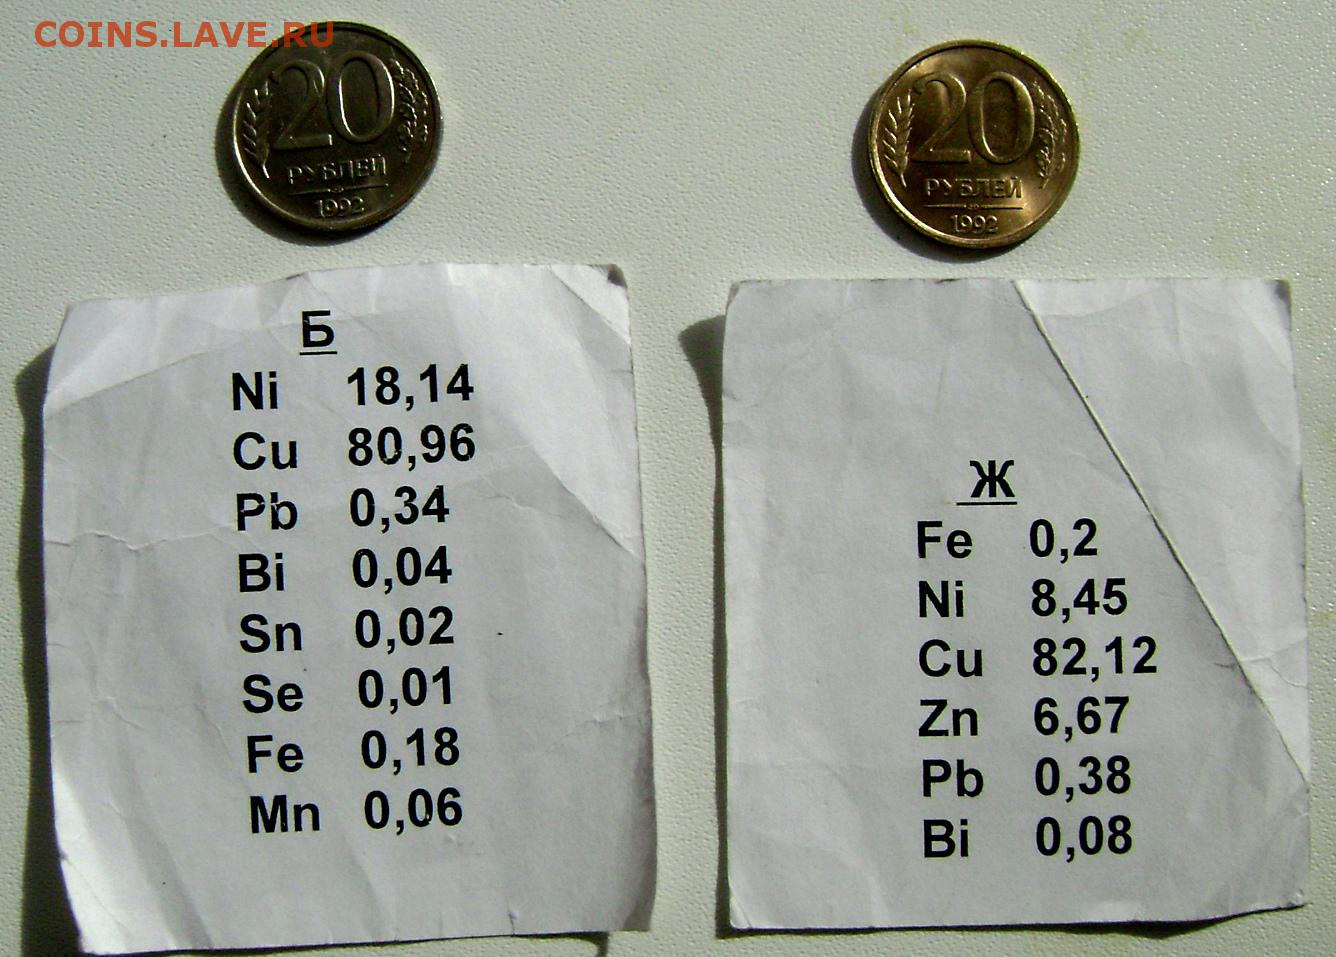 COINS.LAVE.RU
20
РУБЛЕЙ
1992
20
РУБЛЕЙ
1992
Б
Ni 18,14
Cu 80,96
Pb 0,34
Bi 0,04
Sn 0,02
Se 0,01
Fe 0,18
Mn 0,06
Ж
Fe 0,2
Ni 8,45
Cu 82,12
Zn 6,67
Pb 0,38
Bi 0,08